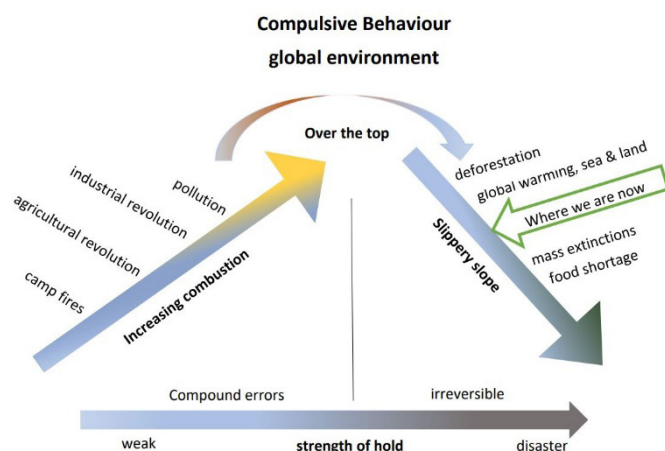 Compulsive Behaviour
global environment
Over the top
pollution
industrial revolution
agricultural revolution
camp fires
Increasing combustion
deforestation
global warming, sea & land
Where we are now
mass extinctions
food shortage
Slippery slope
Compound errors
irreversible
weak
strength of hold
disaster